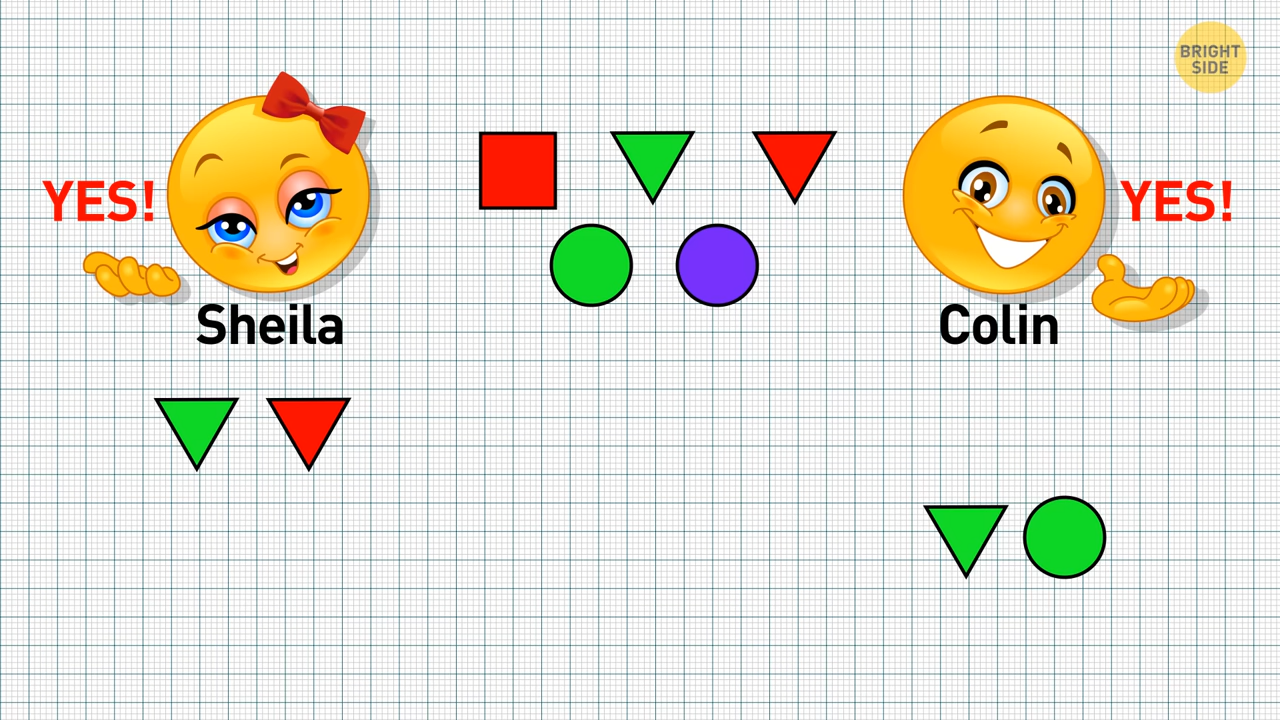 BRIGHT
SIDE
YES!
YES!
Sheila
Colin